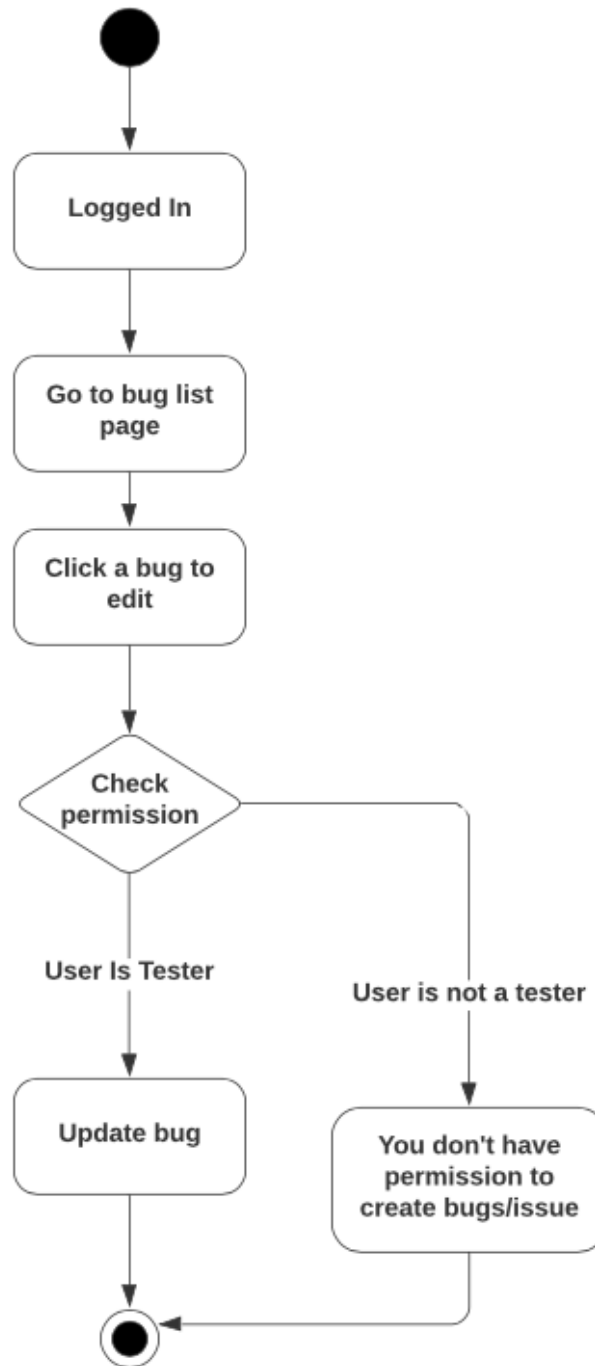 Logged In
Go to bug list
page
Click a bug to
edit
Check
permission
User Is Tester
User is not a tester
Update bug
You don't have
permission to
create bugs/issue